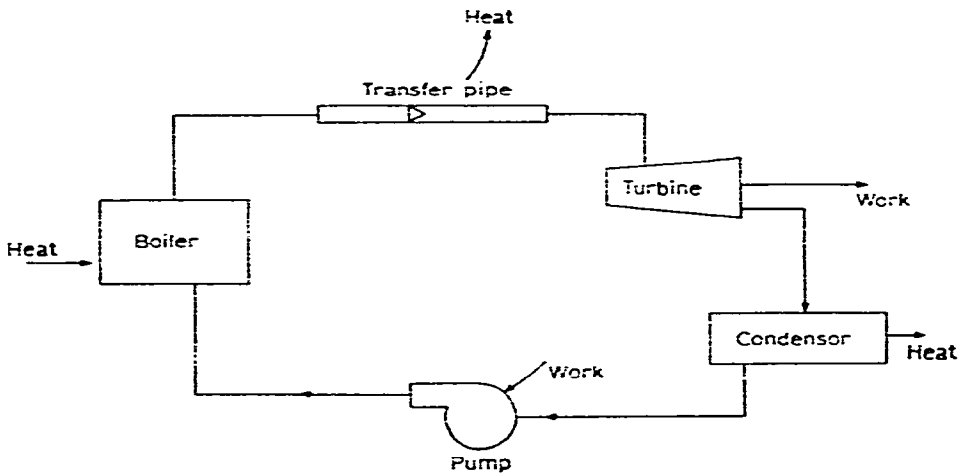 Heat
Transfer pipe
Turbine
Work
Boiler
Heat
Condensor
Heat
Work
Pump